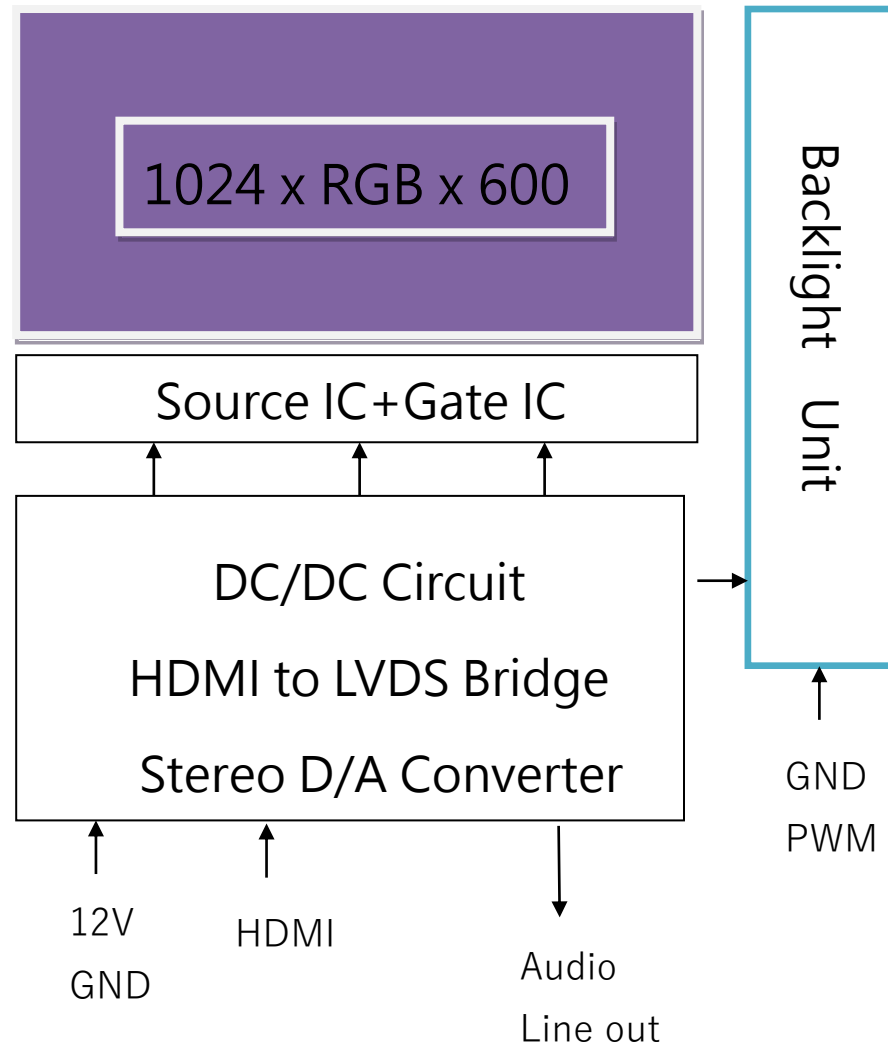 1024 x RGB x 600
Backlight Unit
Source IC+Gate IC
DC/DC Circuit
HDMI to LVDS Bridge
Stereo D/A Converter
GND
PWM
12V
GND
HDMI
Audio
Line out